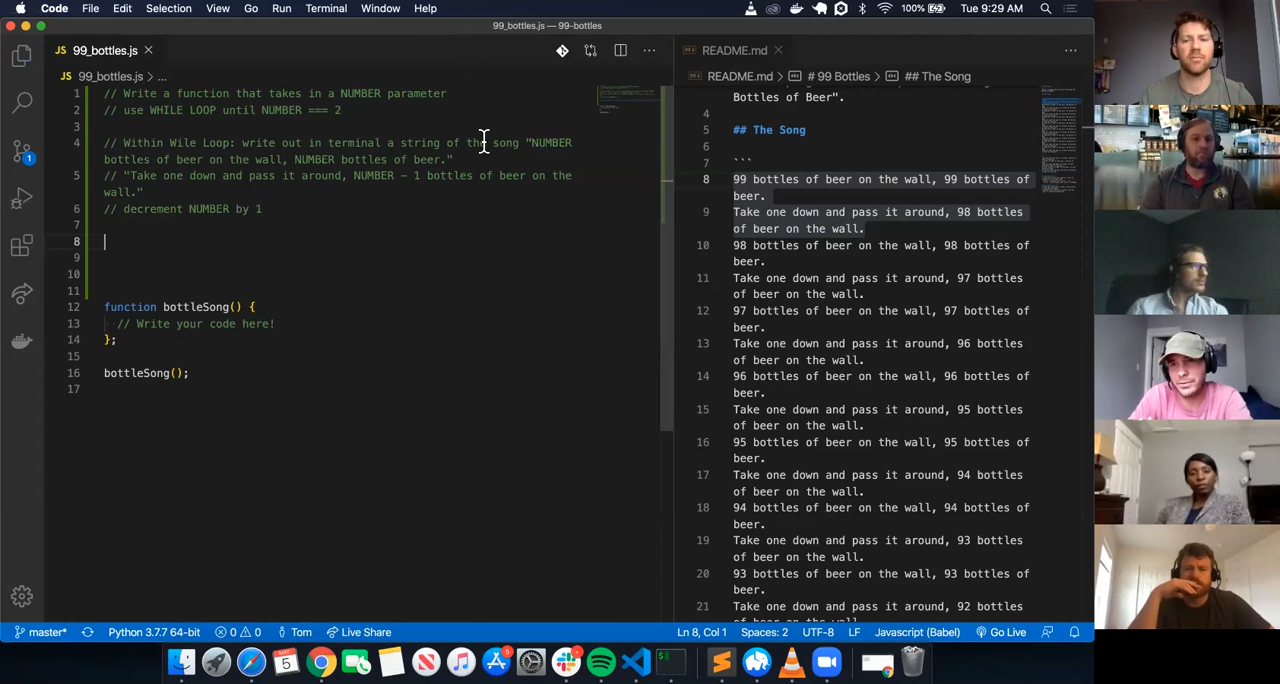 Code File Edit Selection View Go Run Terminal Window Help 100% Tue 9:29 AM
99_bottles.js — 99-bottles
JS 99_bottles.js
JS 99_bottles.js > ...
1 // Write a function that takes in a NUMBER parameter
2 // use WHILE LOOP until NUMBER === 2
3
4 // Within Wile Loop: write out in terminal a string of the song "NUMBER
bottles of beer on the wall, NUMBER bottles of beer."
5 // "Take one down and pass it around, NUMBER - 1 bottles of beer on the
wall."
6 // decrement NUMBER by 1
7
8
9
10
11
12 function bottleSong() {
13 // Write your code here!
14 };
15
16 bottleSong();
17
README.md
README.md > # 99 Bottles > ## The Song
Bottles of Beer".
4
5 ## The Song
6
7 ```
8 99 bottles of beer on the wall, 99 bottles of
beer.
9 Take one down and pass it around, 98 bottles
of beer on the wall.
10 98 bottles of beer on the wall, 98 bottles of
beer.
11 Take one down and pass it around, 97 bottles
of beer on the wall.
12 97 bottles of beer on the wall, 97 bottles of
beer.
13 Take one down and pass it around, 96 bottles
of beer on the wall.
14 96 bottles of beer on the wall, 96 bottles of
beer.
15 Take one down and pass it around, 95 bottles
of beer on the wall.
16 95 bottles of beer on the wall, 95 bottles of
beer.
17 Take one down and pass it around, 94 bottles
of beer on the wall.
18 94 bottles of beer on the wall, 94 bottles of
beer.
19 Take one down and pass it around, 93 bottles
of beer on the wall.
20 93 bottles of beer on the wall, 93 bottles of
beer.
21 Take one down and pass it around, 92 bottles
1
master* Python 3.7.7 64-bit 0 0 Tom Live Share Ln 8, Col 1 Spaces: 2 UTF-8 LF Javascript (Babel) Go Live
5
5